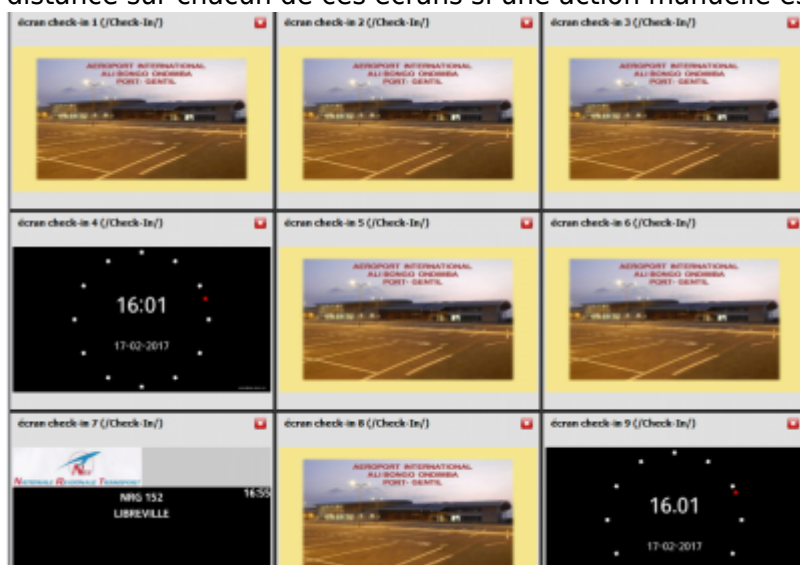 distance sur chacun de ces écrans si une action manuelle es
écran check-in 1 (/Check-In/)
AEROPORT INTERNATIONAL
ALI BONGO ONDIMBA
PORT- GENTIL
écran check-in 2 (/Check-In/)
AEROPORT INTERNATIONAL
ALI BONGO ONDIMBA
PORT- GENTIL
écran check-in 3 (/Check-In/)
AEROPORT INTERNATIONAL
ALI BONGO ONDIMBA
PORT- GENTIL
écran check-in 4 (/Check-In/)
16:01
17-02-2017
écran check-in 5 (/Check-In/)
AEROPORT INTERNATIONAL
ALI BONGO ONDIMBA
PORT- GENTIL
écran check-in 6 (/Check-In/)
AEROPORT INTERNATIONAL
ALI BONGO ONDIMBA
PORT- GENTIL
écran check-in 7 (/Check-In/)
NATIONALE REGIONALE TRANSPORT
NRG 152 16:55
LIBREVILLE
écran check-in 8 (/Check-In/)
AEROPORT INTERNATIONAL
ALI BONGO ONDIMBA
PORT- GENTIL
écran check-in 9 (/Check-In/)
16.01
17-02-2017